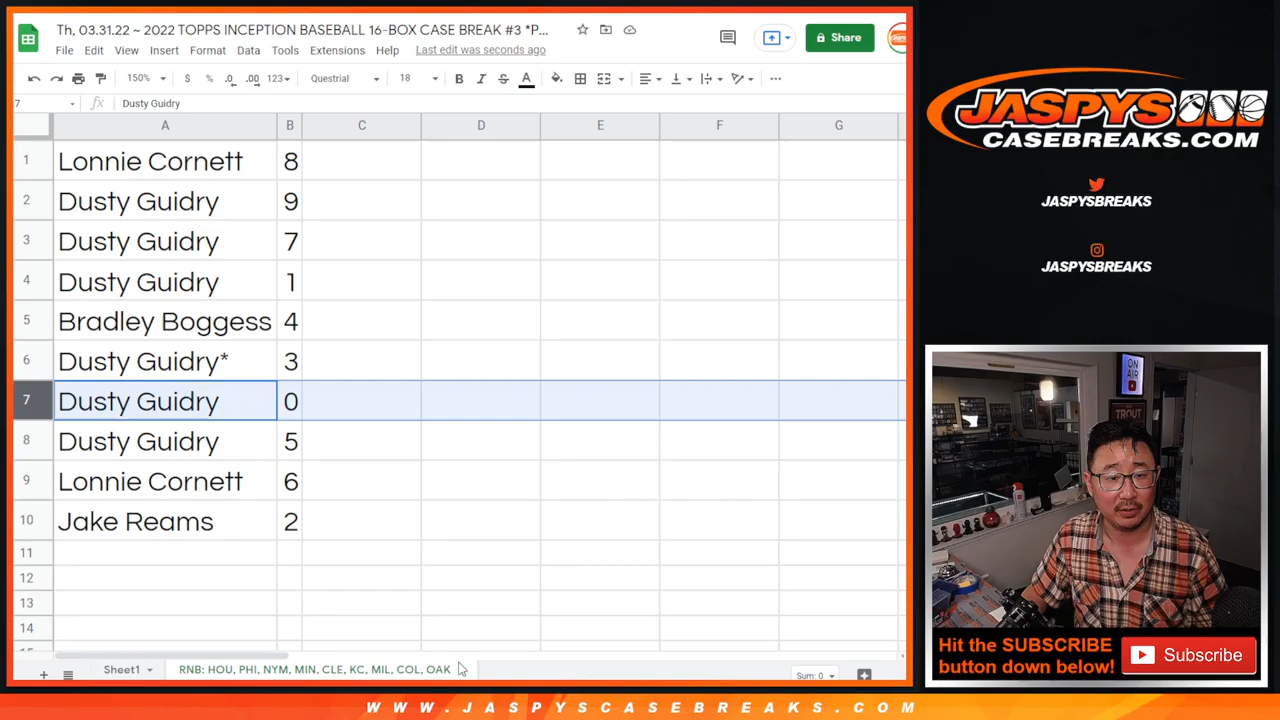 Th, 03.31.22 ~ 2022 TOPPS INCEPTION BASEBALL 16-BOX CASE BREAK #3 *P...
Share
File Edit View Insert Format Data Tools Extensions Help Last edit was seconds ago
150% $ % .0 .00 123 Questrial 18 B I S A
7 fx Dusty Guidry
A B C D E F G
1 Lonnie Cornett 8
2 Dusty Guidry 9
3 Dusty Guidry 7
4 Dusty Guidry 1
5 Bradley Boggess 4
6 Dusty Guidry* 3
7 Dusty Guidry 0
8 Dusty Guidry 5
9 Lonnie Cornett 6
10 Jake Reams 2
11
12
13
14
Sheet1 RNB: HOU, PHI, NYM, MIN, CLE, KC, MIL, COL, OAK Sum: 0
JASPYS
CASEBREAKS.COM
JASPYSBREAKS
JASPYSBREAKS
ON
AIR
TROUT
Hit the SUBSCRIBE
button down below!
Subscribe
WWW.JASPYSCASEBREAKS.COM